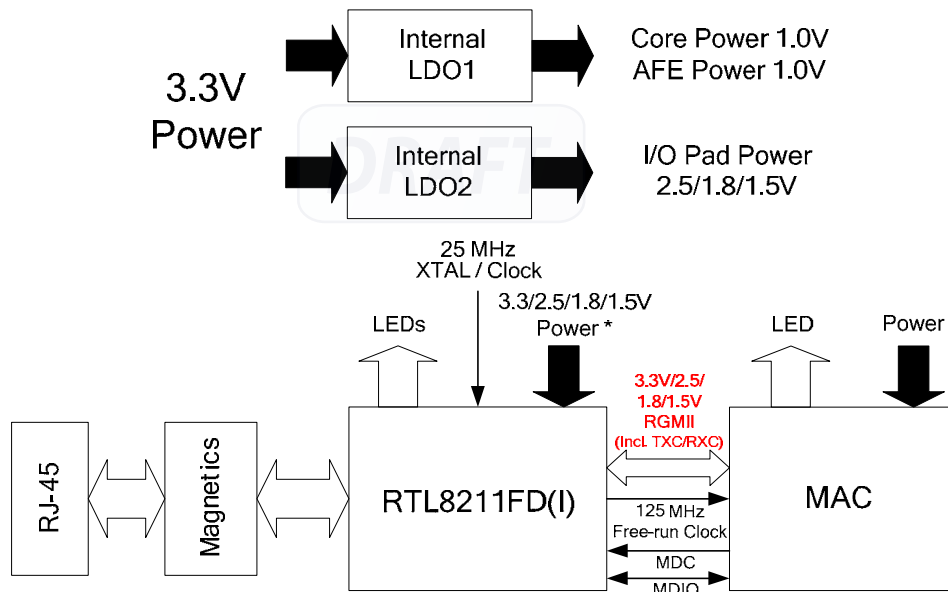 3.3V
Power
Internal
LDO1
Core Power 1.0V
AFE Power 1.0V
DRAFT
Internal
LDO2
I/O Pad Power
2.5/1.8/1.5V
25 MHz
XTAL / Clock
3.3/2.5/1.8/1.5V
Power *
LEDs
LED
Power
3.3V/2.5/
1.8/1.5V
RGMII
(Incl. TXC/RXC)
RJ-45
Magnetics
RTL8211FD(I)
MAC
125 MHz
Free-run Clock
MDC
MDIO